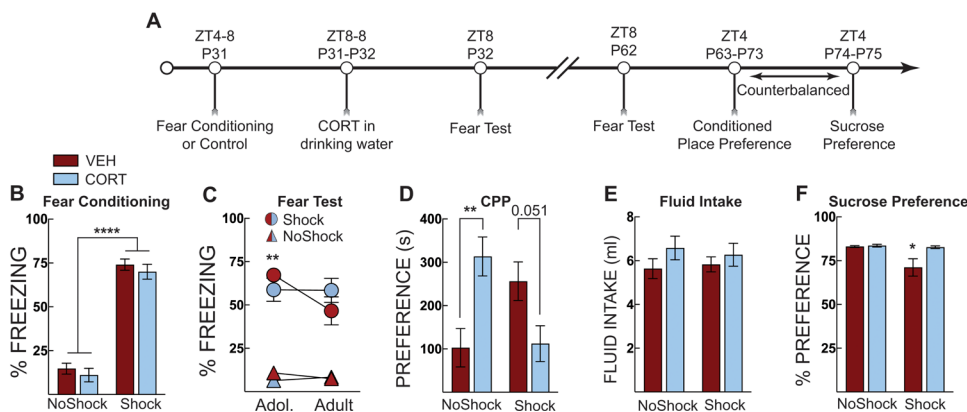 A
ZT4-8
P31
ZT8-8
P31-P32
ZT8
P32
ZT8
P62
ZT4
P63-P73
ZT4
P74-P75
Counterbalanced
Fear Conditioning
or Control
CORT in
drinking water
Fear Test
Fear Test
Conditioned
Place Preference
Sucrose
Preference
VEH
CORT
B
Fear Conditioning
% FREEZING
100
75
50
25
****
NoShock
Shock
C
Fear Test
Shock
NoShock
% FREEZING
100
75
50
25
**
Adol.
Adult
D
CPP
PREFERENCE (s)
400
300
200
100
**
0.051
NoShock
Shock
E
Fluid Intake
FLUID INTAKE (ml)
8
6
4
2
0
NoShock
Shock
F
Sucrose Preference
% PREFERENCE
100
75
50
25
0
*
NoShock
Shock